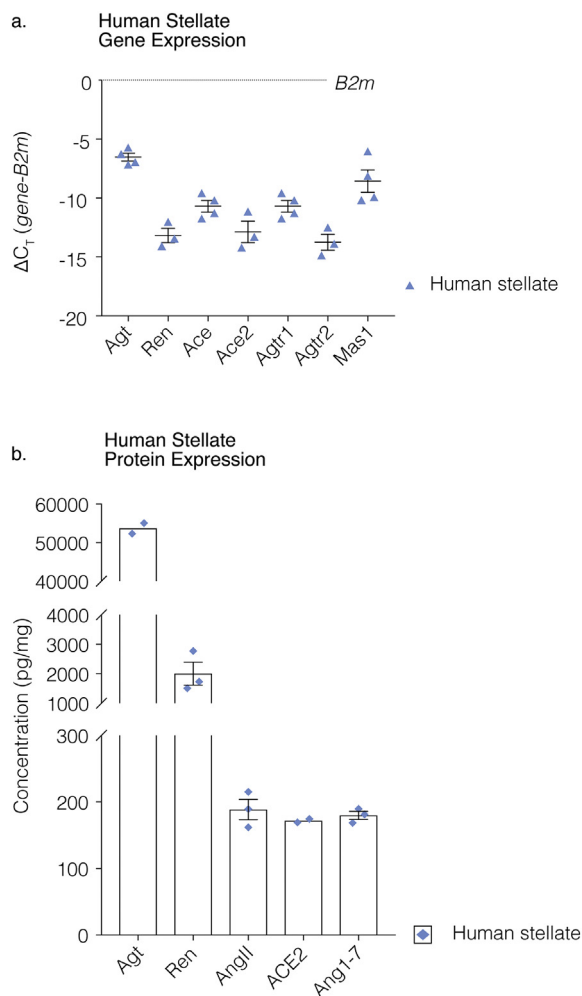 a.
Human Stellate
Gene Expression
0
-5
-10
-15
-20
ΔCT (gene-B2m)
B2m
Agt
Ren
Ace
Ace2
Agtr1
Agtr2
Mas1
Human stellate
b.
Human Stellate
Protein Expression
60000
50000
40000
4000
3000
2000
1000
300
200
100
0
Concentration (pg/mg)
Agt
Ren
AngII
ACE2
Ang1-7
Human stellate